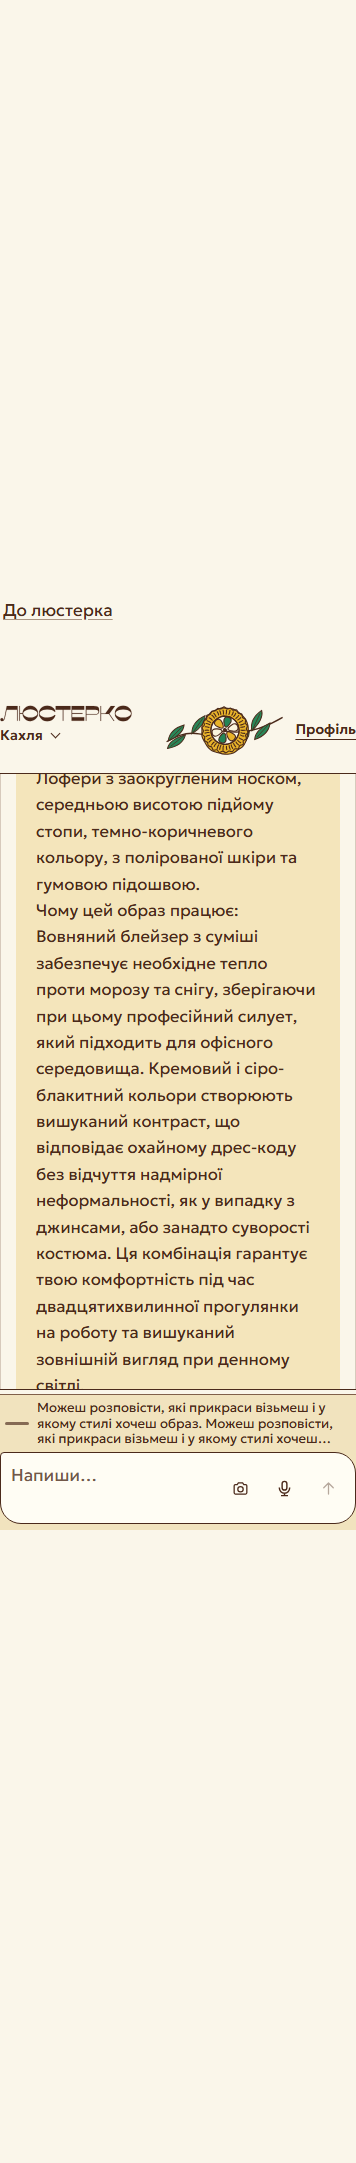 До люстерка
ЛЮСТЕРКО
Кахля
Профіль
Лофери з заокругленим носком,
середньою висотою підйому
стопи, темно-коричневого
кольору, з полірованої шкіри та
гумовою підошвою.
Чому цей образ працює:
Вовняний блейзер з суміші
забезпечує необхідне тепло
проти морозу та снігу, зберігаючи
при цьому професійний силует,
який підходить для офісного
середовища. Кремовий і сіро-
блакитний кольори створюють
вишуканий контраст, що
відповідає охайному дрес-коду
без відчуття надмірної
неформальності, як у випадку з
джинсами, або занадто суворості
костюма. Ця комбінація гарантує
твою комфортність під час
двадцятихвилинної прогулянки
на роботу та вишуканий
зовнішній вигляд при денному
світлі
Можеш розповісти, які прикраси візьмеш і у
якому стилі хочеш образ. Можеш розповісти,
які прикраси візьмеш і у якому стилі хочеш...
Напиши...